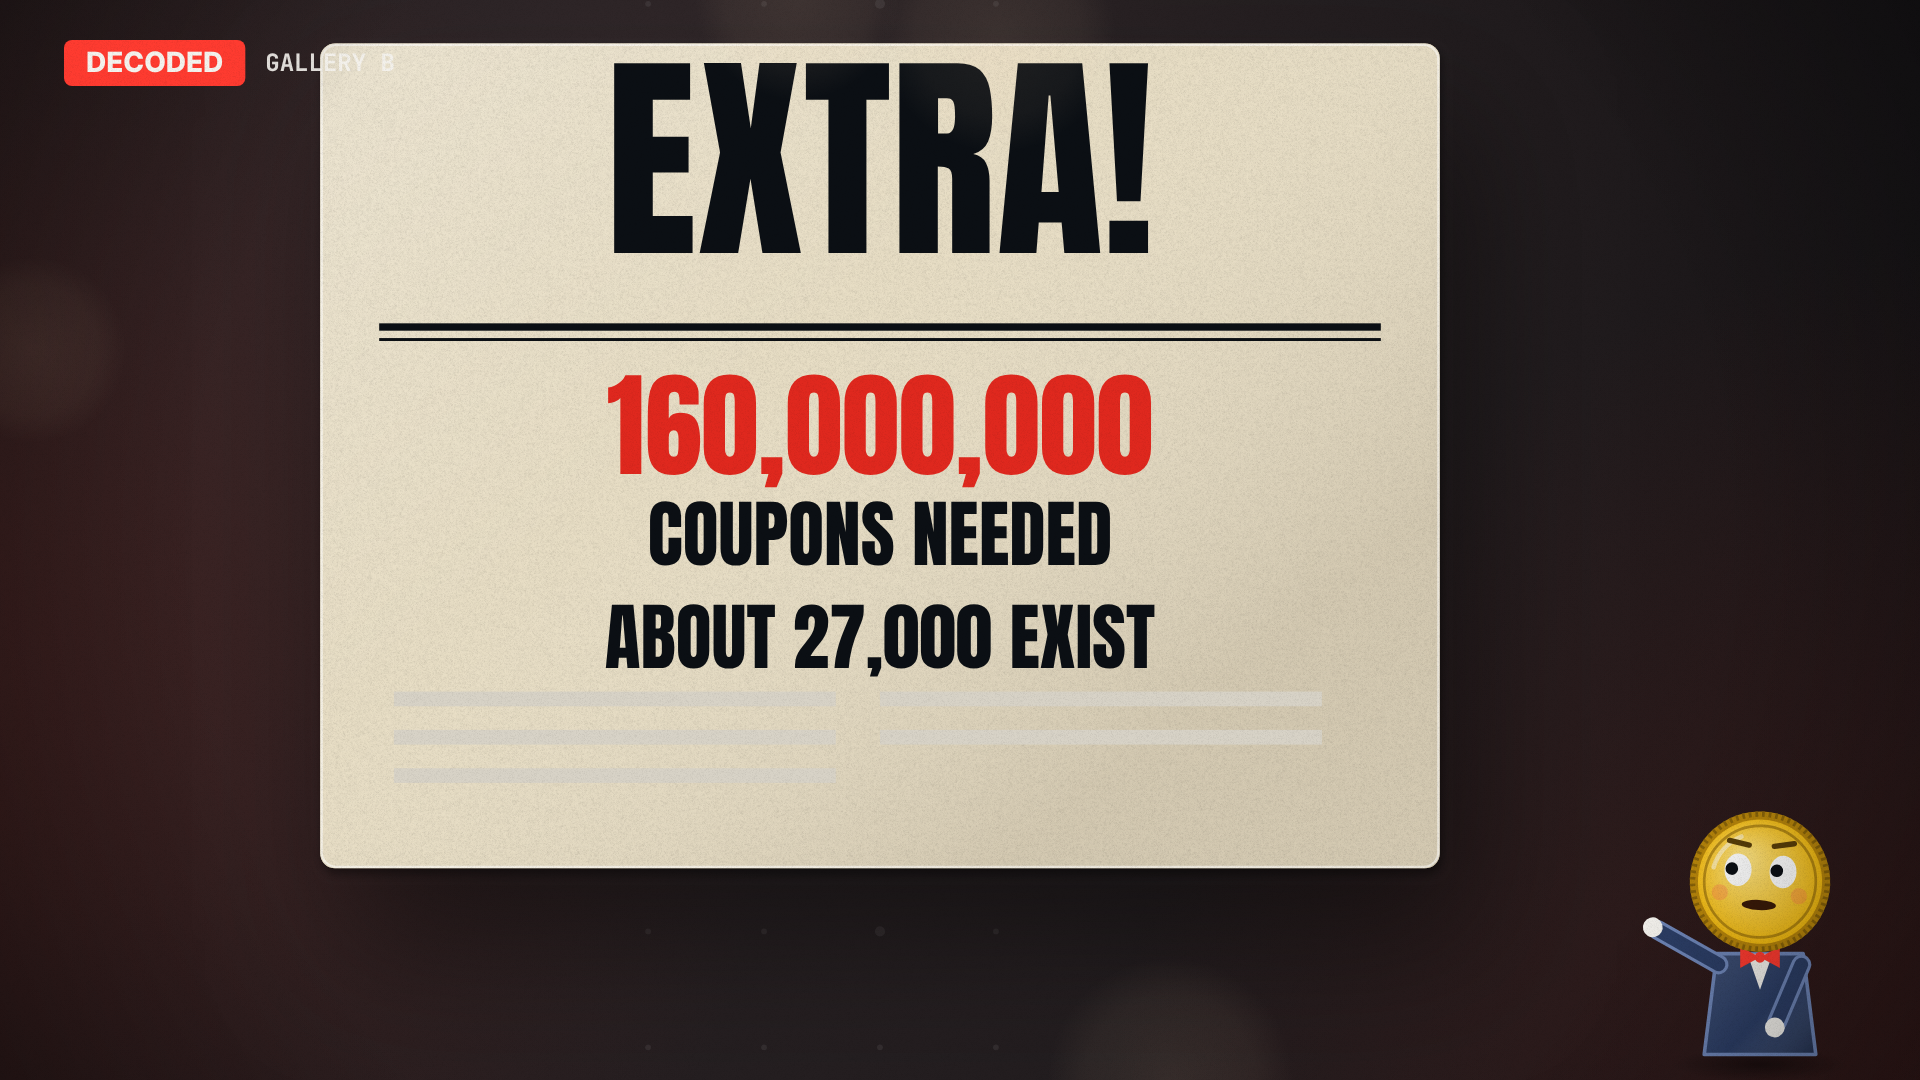 DECODED GALLERY B
EXTRA!
160,000,000
COUPONS NEEDED
ABOUT 27,000 EXIST